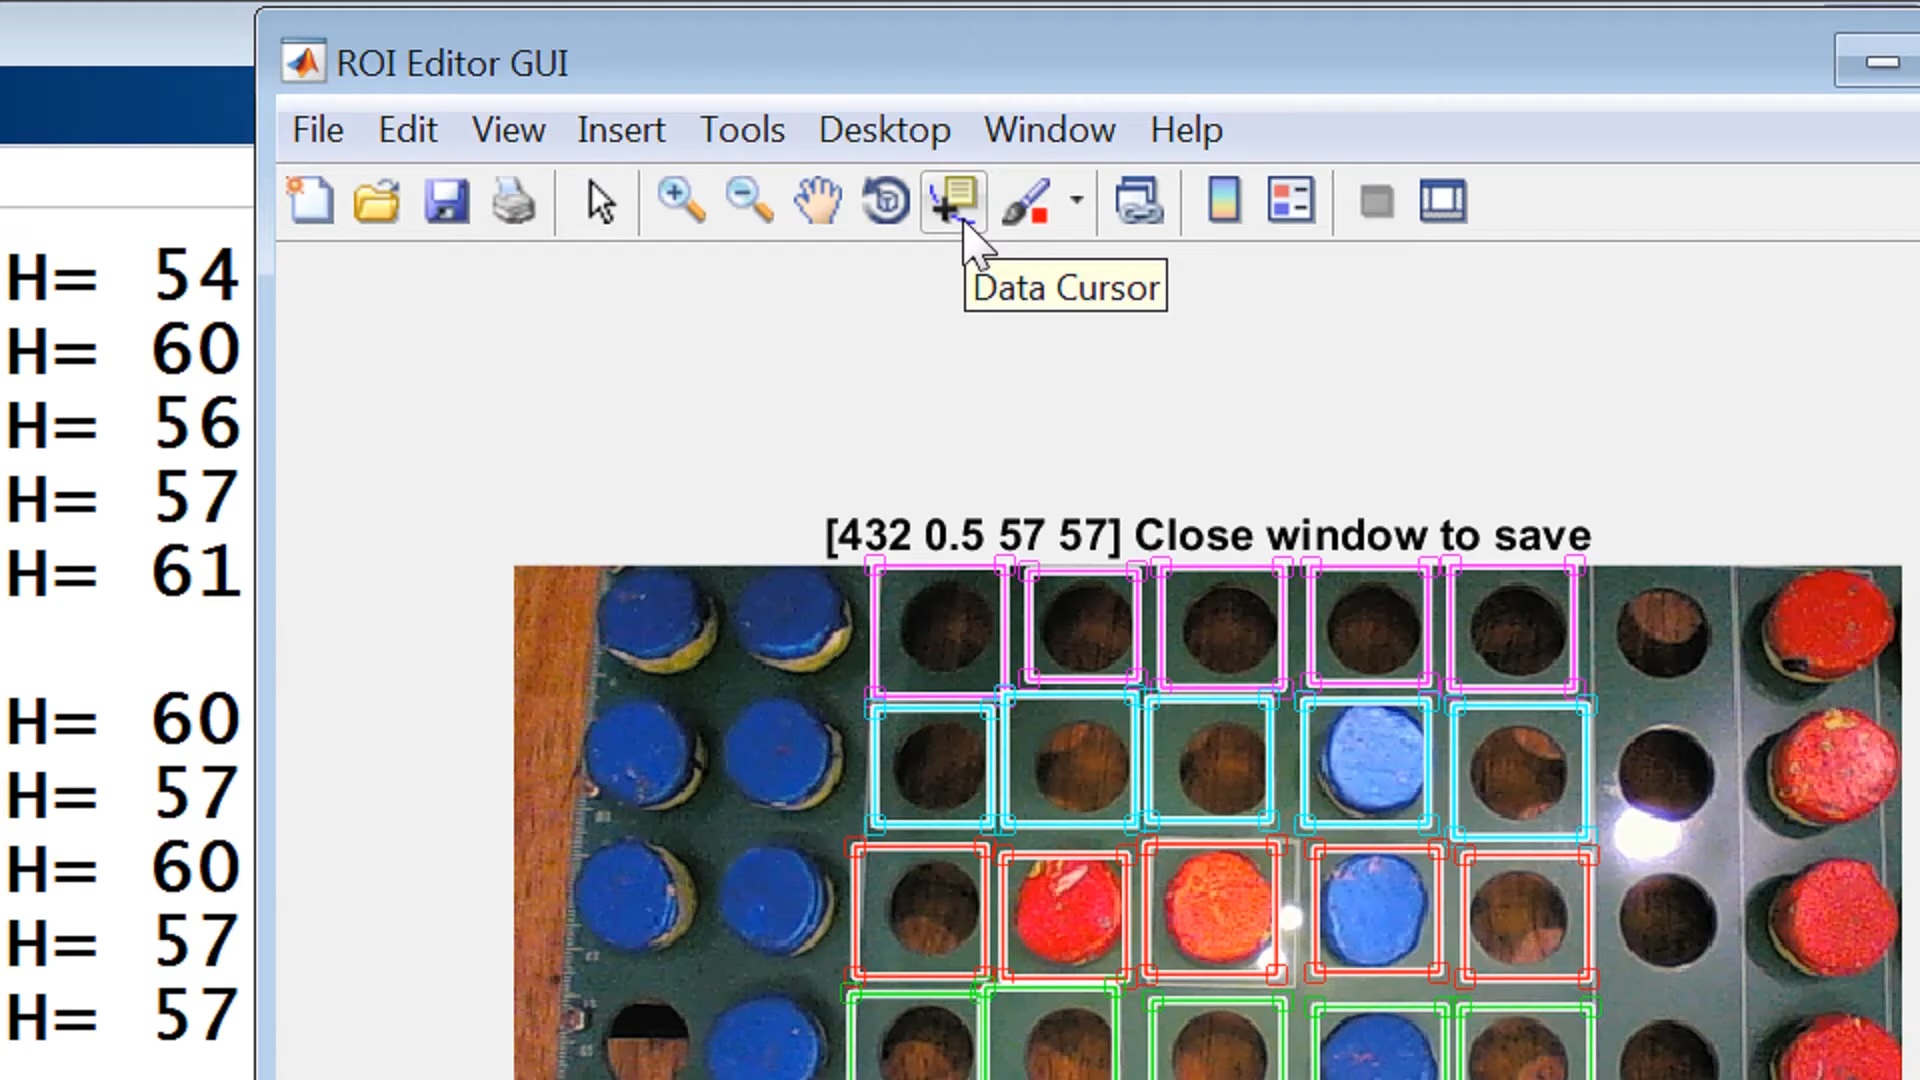 ROI Editor GUI
File Edit View Insert Tools Desktop Window Help
Data Cursor
H= 54
H= 60
H= 56
H= 57
H= 61
H= 60
H= 57
H= 60
H= 57
H= 57
[432 0.5 57 57] Close window to save